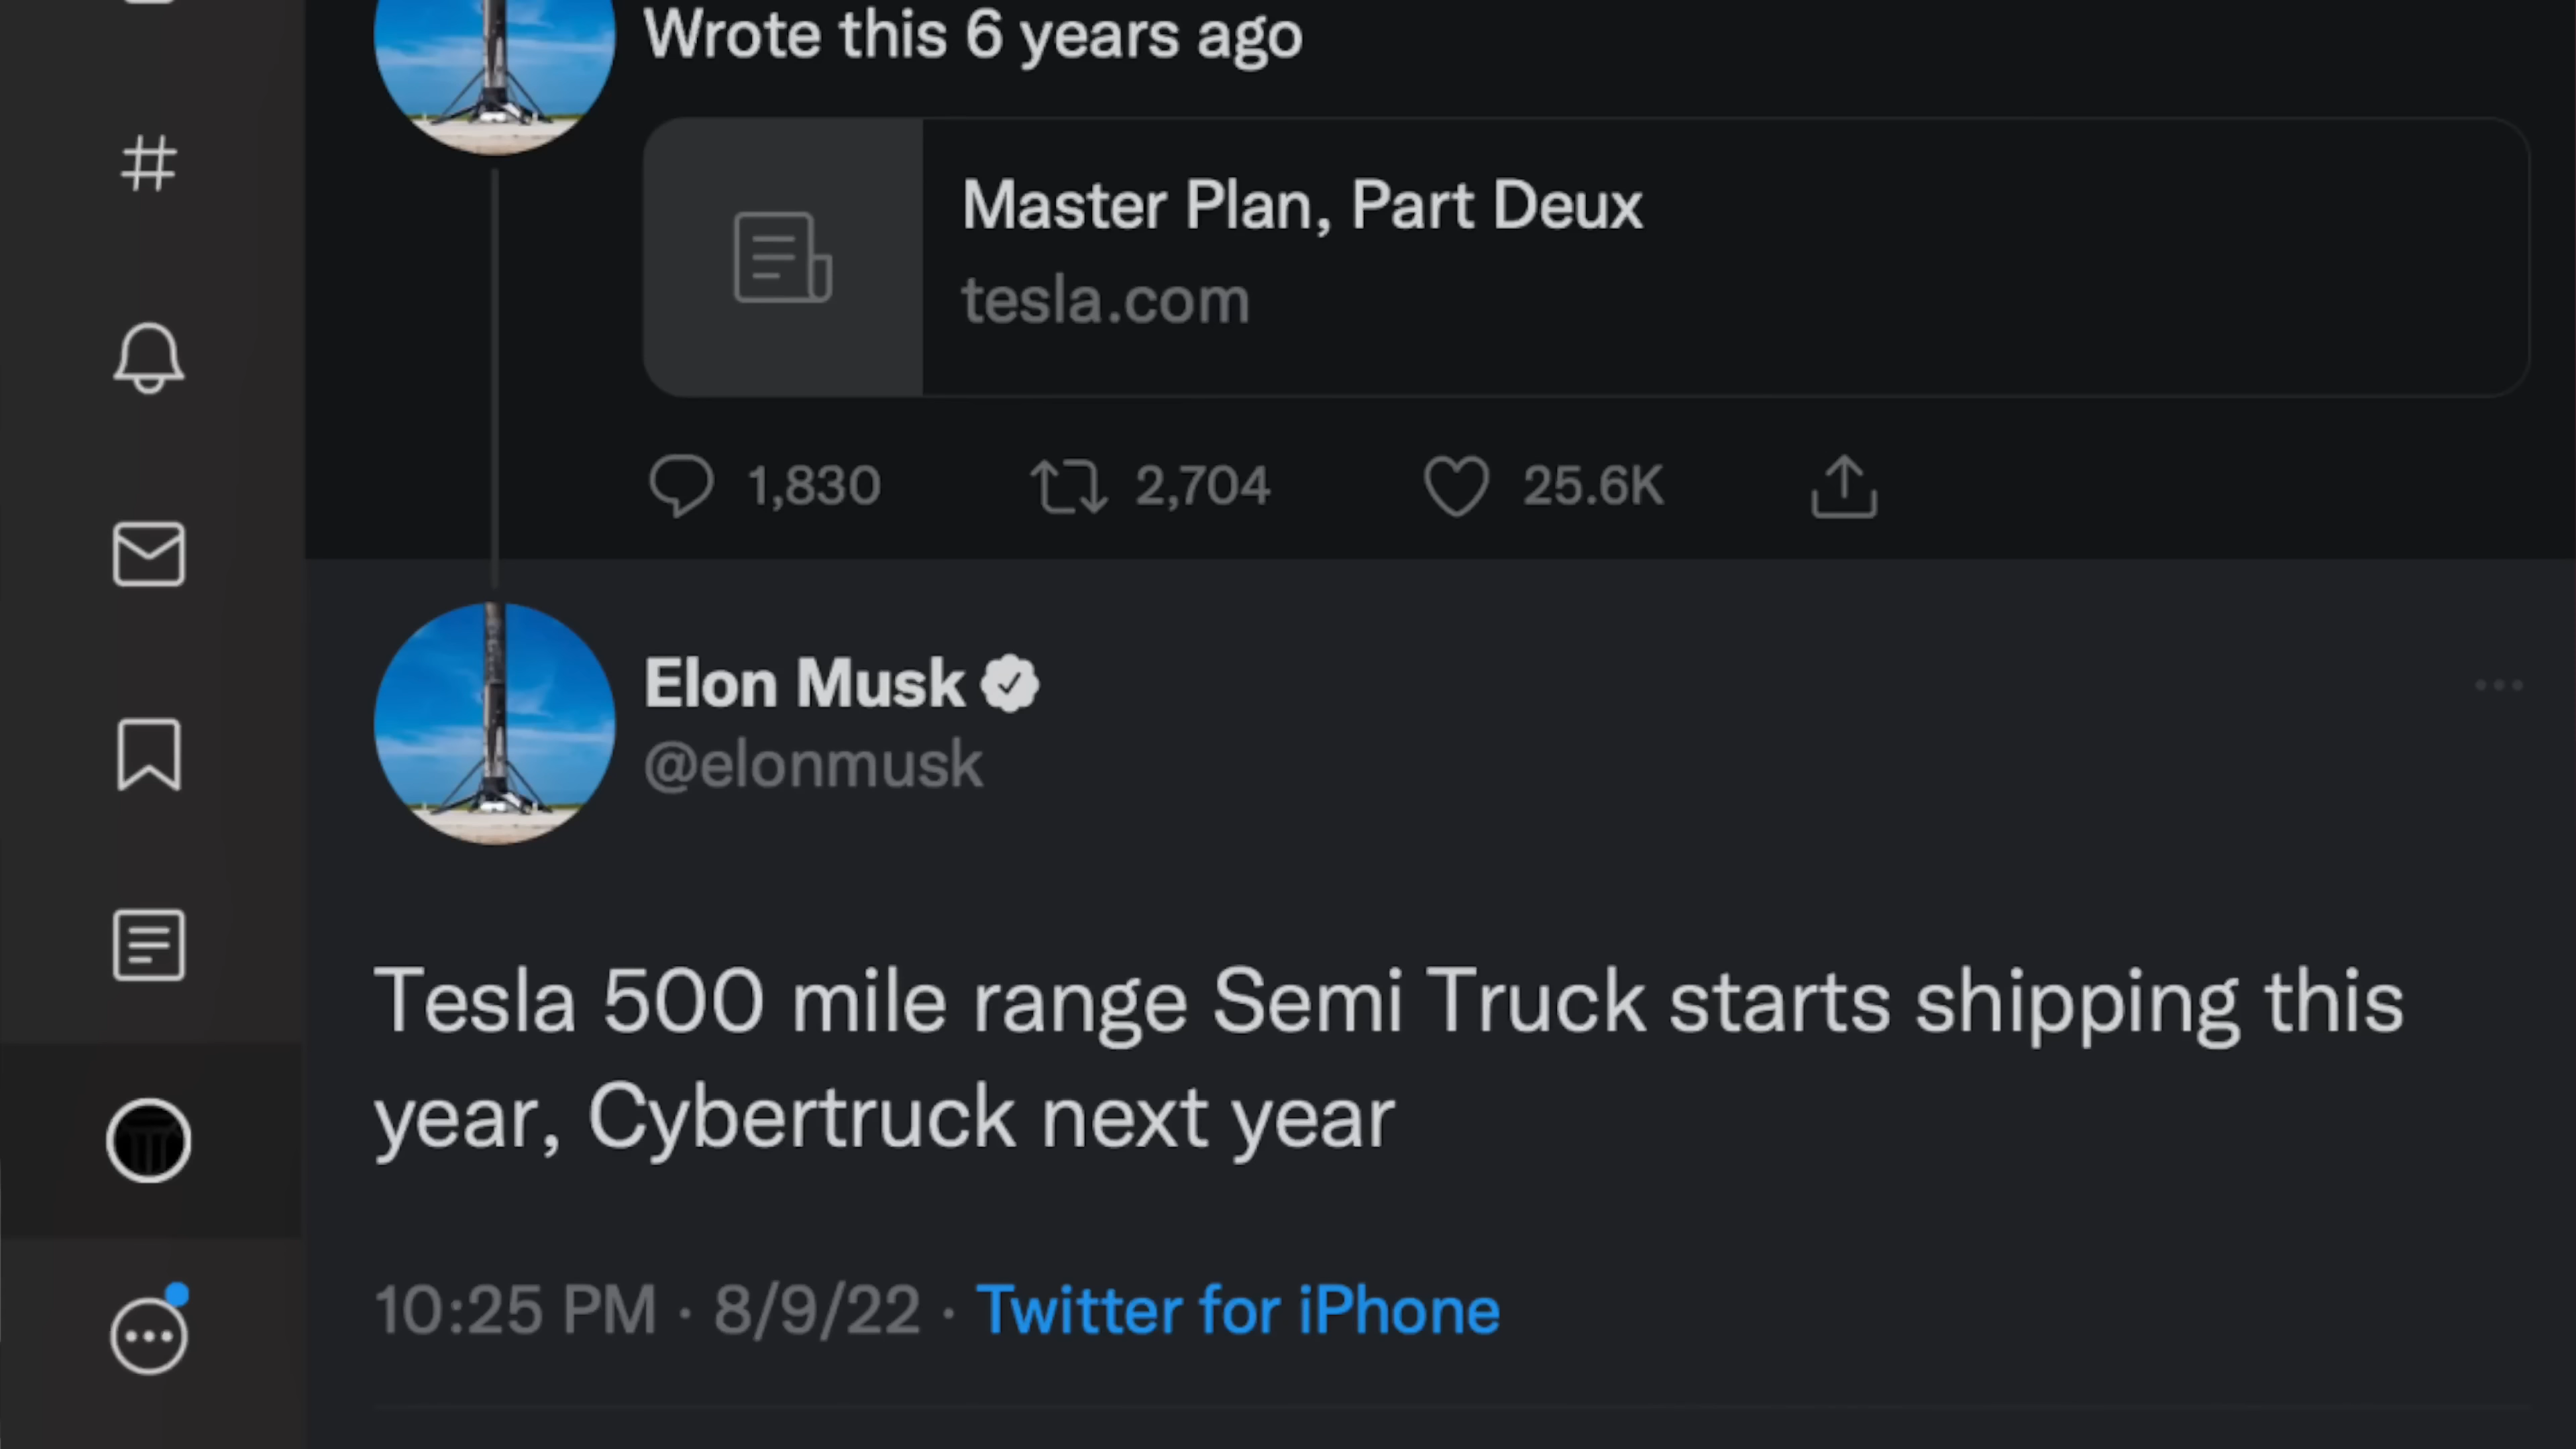 Wrote this 6 years ago
Master Plan, Part Deux
tesla.com
1,830 2,704 25.6K
Elon Musk
@elonmusk
Tesla 500 mile range Semi Truck starts shipping this
year, Cybertruck next year
10:25 PM · 8/9/22 · Twitter for iPhone